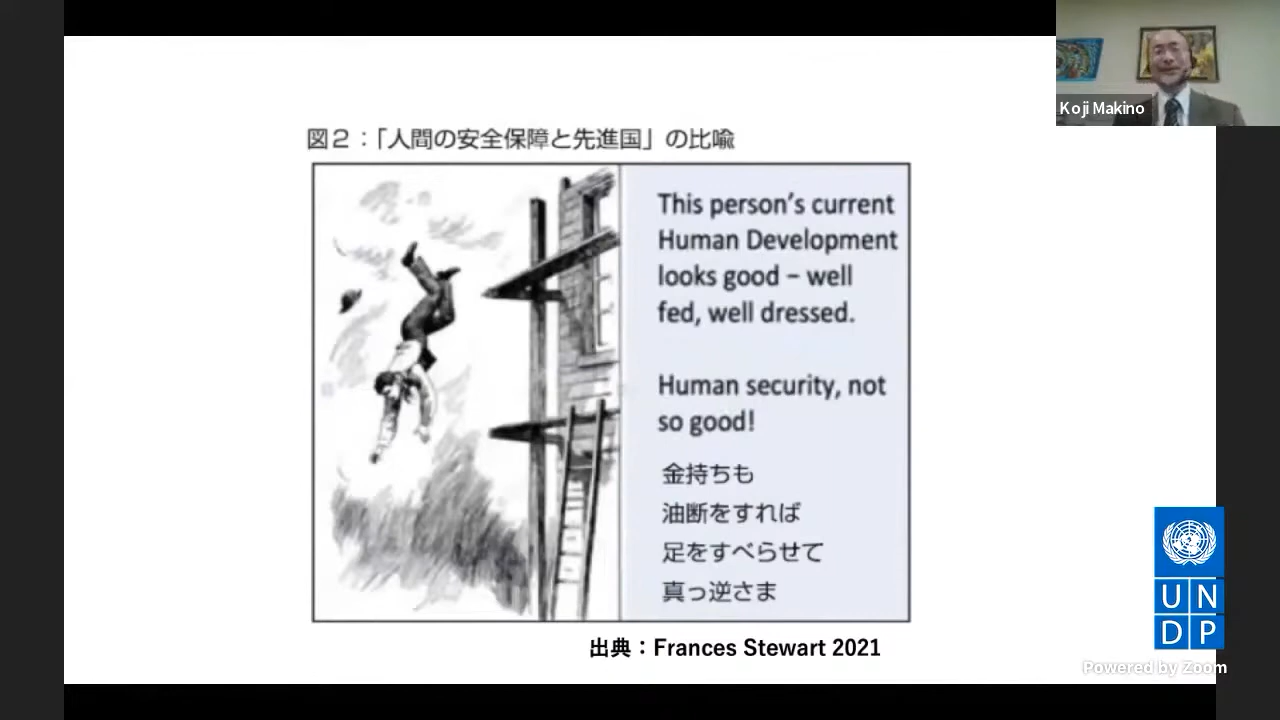 Koji Makino
図２：「人間の安全保障と先進国」の比喩
This person's current
Human Development
looks good – well
fed, well dressed.
Human security, not
so good!
金持ちも
油断をすれば
足をすべらせて
真っ逆さま
出典：Frances Stewart 2021
U N
D P
Powered by Zoom